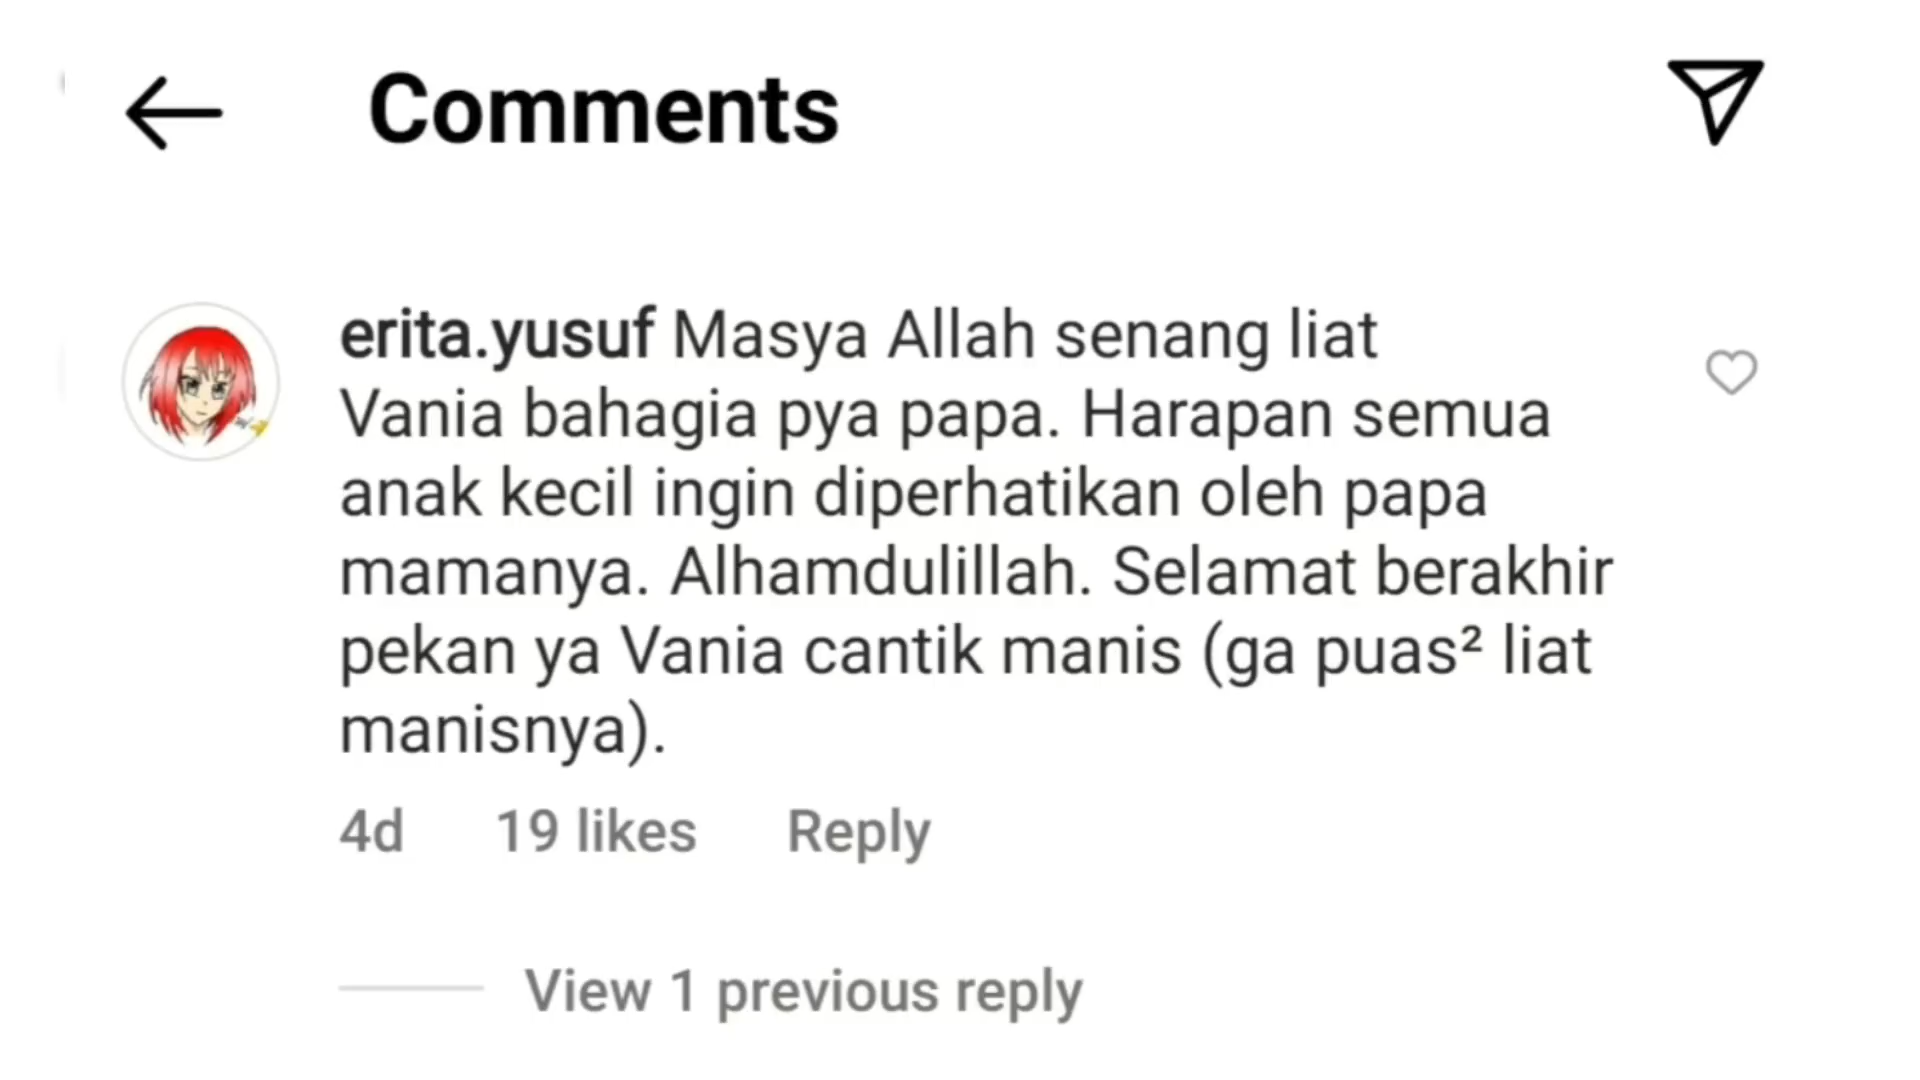 Comments
erita.yusuf Masya Allah senang liat
Vania bahagia pya papa. Harapan semua
anak kecil ingin diperhatikan oleh papa
mamanya. Alhamdulillah. Selamat berakhir
pekan ya Vania cantik manis (ga puas² liat
manisnya).
4d 19 likes Reply
View 1 previous reply